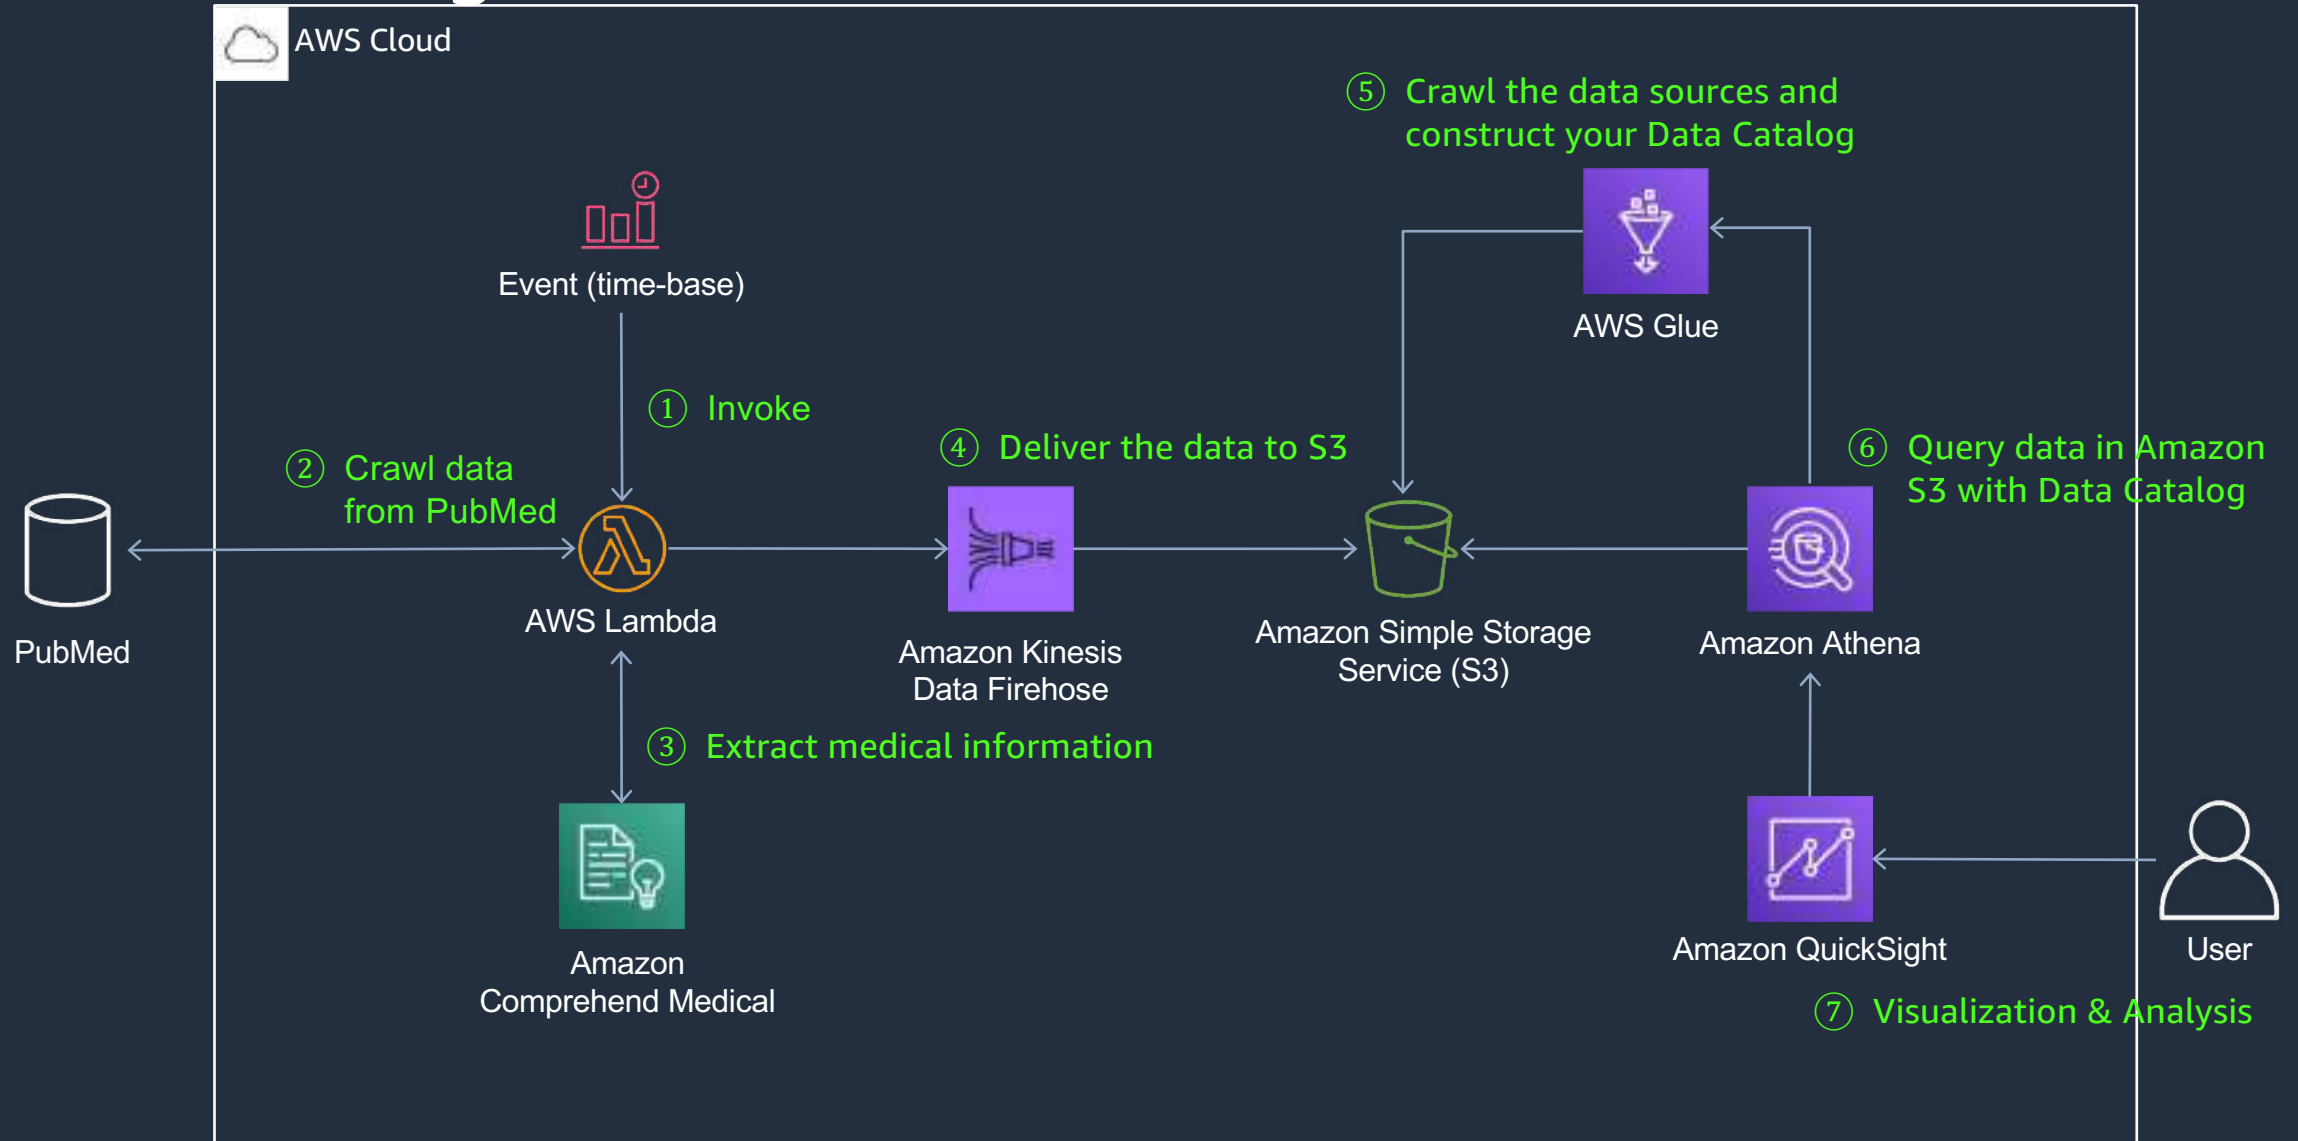 AWS Cloud
⑤ Crawl the data sources and
construct your Data Catalog
Event (time-base)
AWS Glue
① Invoke
② Crawl data
from PubMed
④ Deliver the data to S3
⑥ Query data in Amazon
S3 with Data Catalog
PubMed
AWS Lambda
Amazon Kinesis
Data Firehose
Amazon Simple Storage
Service (S3)
Amazon Athena
③ Extract medical information
Amazon
Comprehend Medical
Amazon QuickSight
User
⑦ Visualization & Analysis